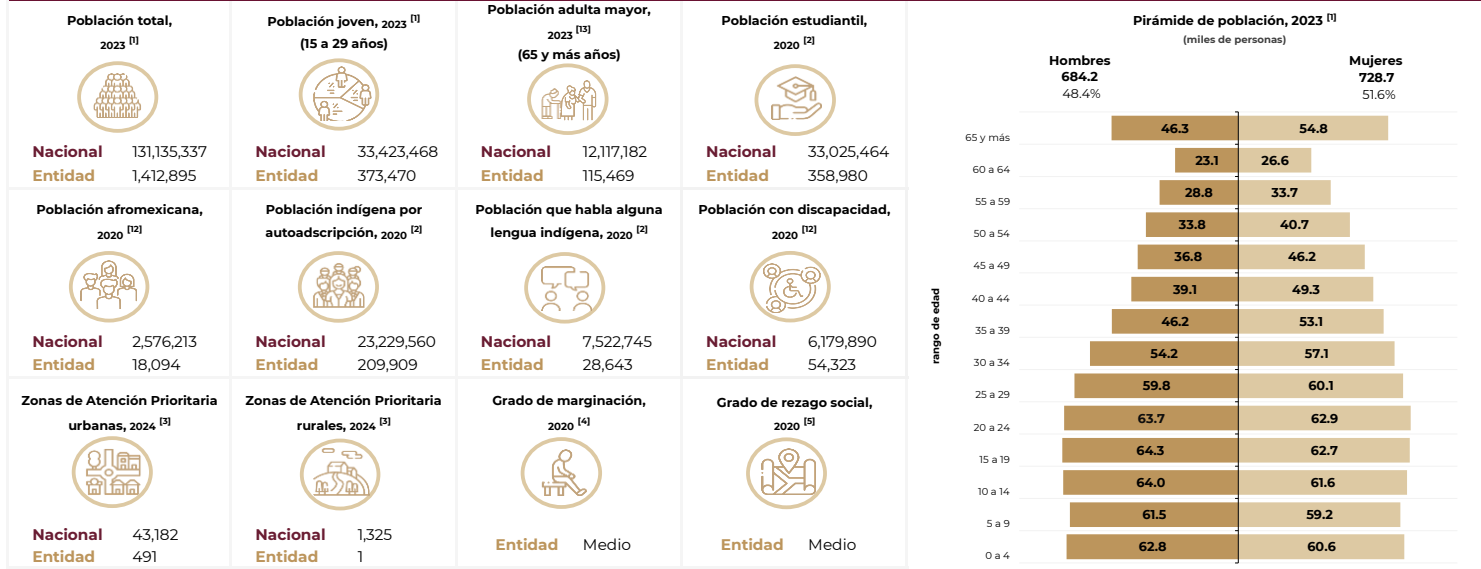 Población total,
2023 [1]
Nacional 131,135,337
Entidad 1,412,895
Población joven, 2023 [1]
(15 a 29 años)
Nacional 33,423,468
Entidad 373,470
Población adulta mayor,
2023 [13]
(65 y más años)
Nacional 12,117,182
Entidad 115,469
Población estudiantil,
2020 [2]
Nacional 33,025,464
Entidad 358,980
Población afromexicana,
2020 [12]
Nacional 2,576,213
Entidad 18,094
Población indígena por
autoadscripción, 2020 [2]
Nacional 23,229,560
Entidad 209,909
Población que habla alguna
lengua indígena, 2020 [2]
Nacional 7,522,745
Entidad 28,643
Población con discapacidad,
2020 [12]
Nacional 6,179,890
Entidad 54,323
Zonas de Atención Prioritaria
urbanas, 2024 [3]
Nacional 43,182
Entidad 491
Zonas de Atención Prioritaria
rurales, 2024 [3]
Nacional 1,325
Entidad 1
Grado de marginación,
2020 [4]
Entidad Medio
Grado de rezago social,
2020 [5]
Entidad Medio
Pirámide de población, 2023 [1]
(miles de personas)
Hombres Mujeres
684.2 728.7
48.4% 51.6%
rango de edad
65 y más 46.3 54.8
60 a 64 23.1 26.6
55 a 59 28.8 33.7
50 a 54 33.8 40.7
45 a 49 36.8 46.2
40 a 44 39.1 49.3
35 a 39 46.2 53.1
30 a 34 54.2 57.1
25 a 29 59.8 60.1
20 a 24 63.7 62.9
15 a 19 64.3 62.7
10 a 14 64.0 61.6
5 a 9 61.5 59.2
0 a 4 62.8 60.6